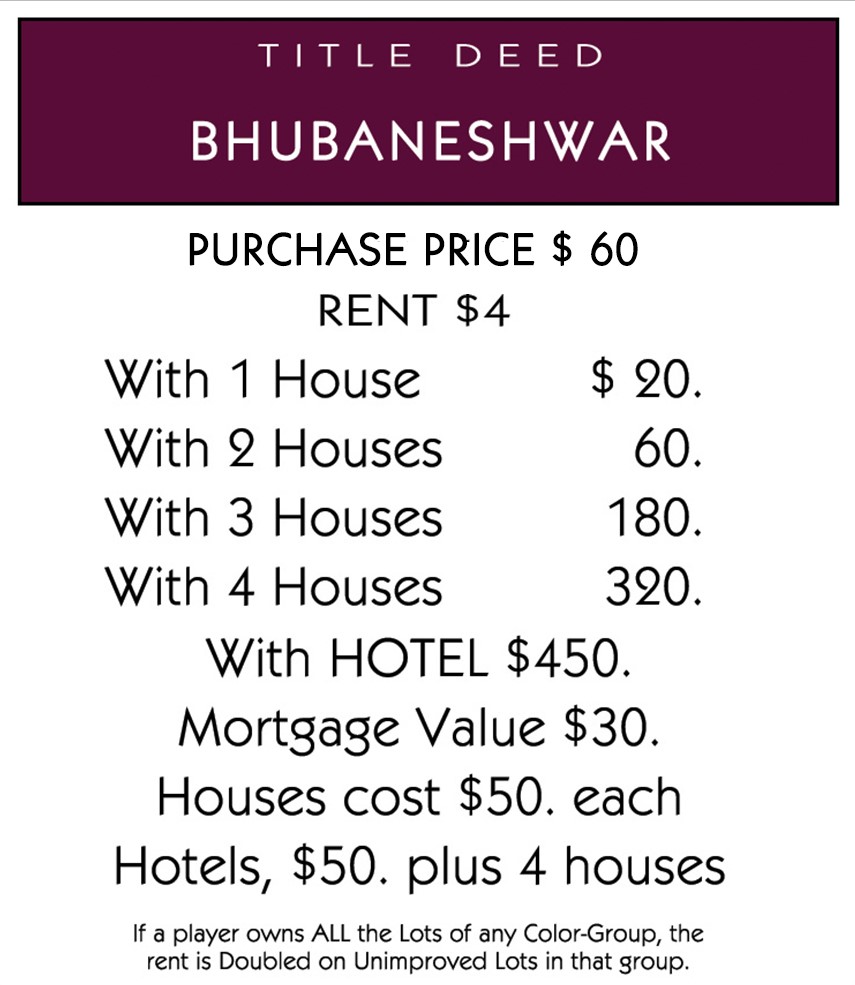 TITLE DEED
BHUBANESHWAR
PURCHASE PRICE $ 60
RENT $4
With 1 House $ 20.
With 2 Houses 60.
With 3 Houses 180.
With 4 Houses 320.
With HOTEL $450.
Mortgage Value $30.
Houses cost $50. each
Hotels, $50. plus 4 houses
If a player owns ALL the Lots of any Color-Group, the
rent is Doubled on Unimproved Lots in that group.